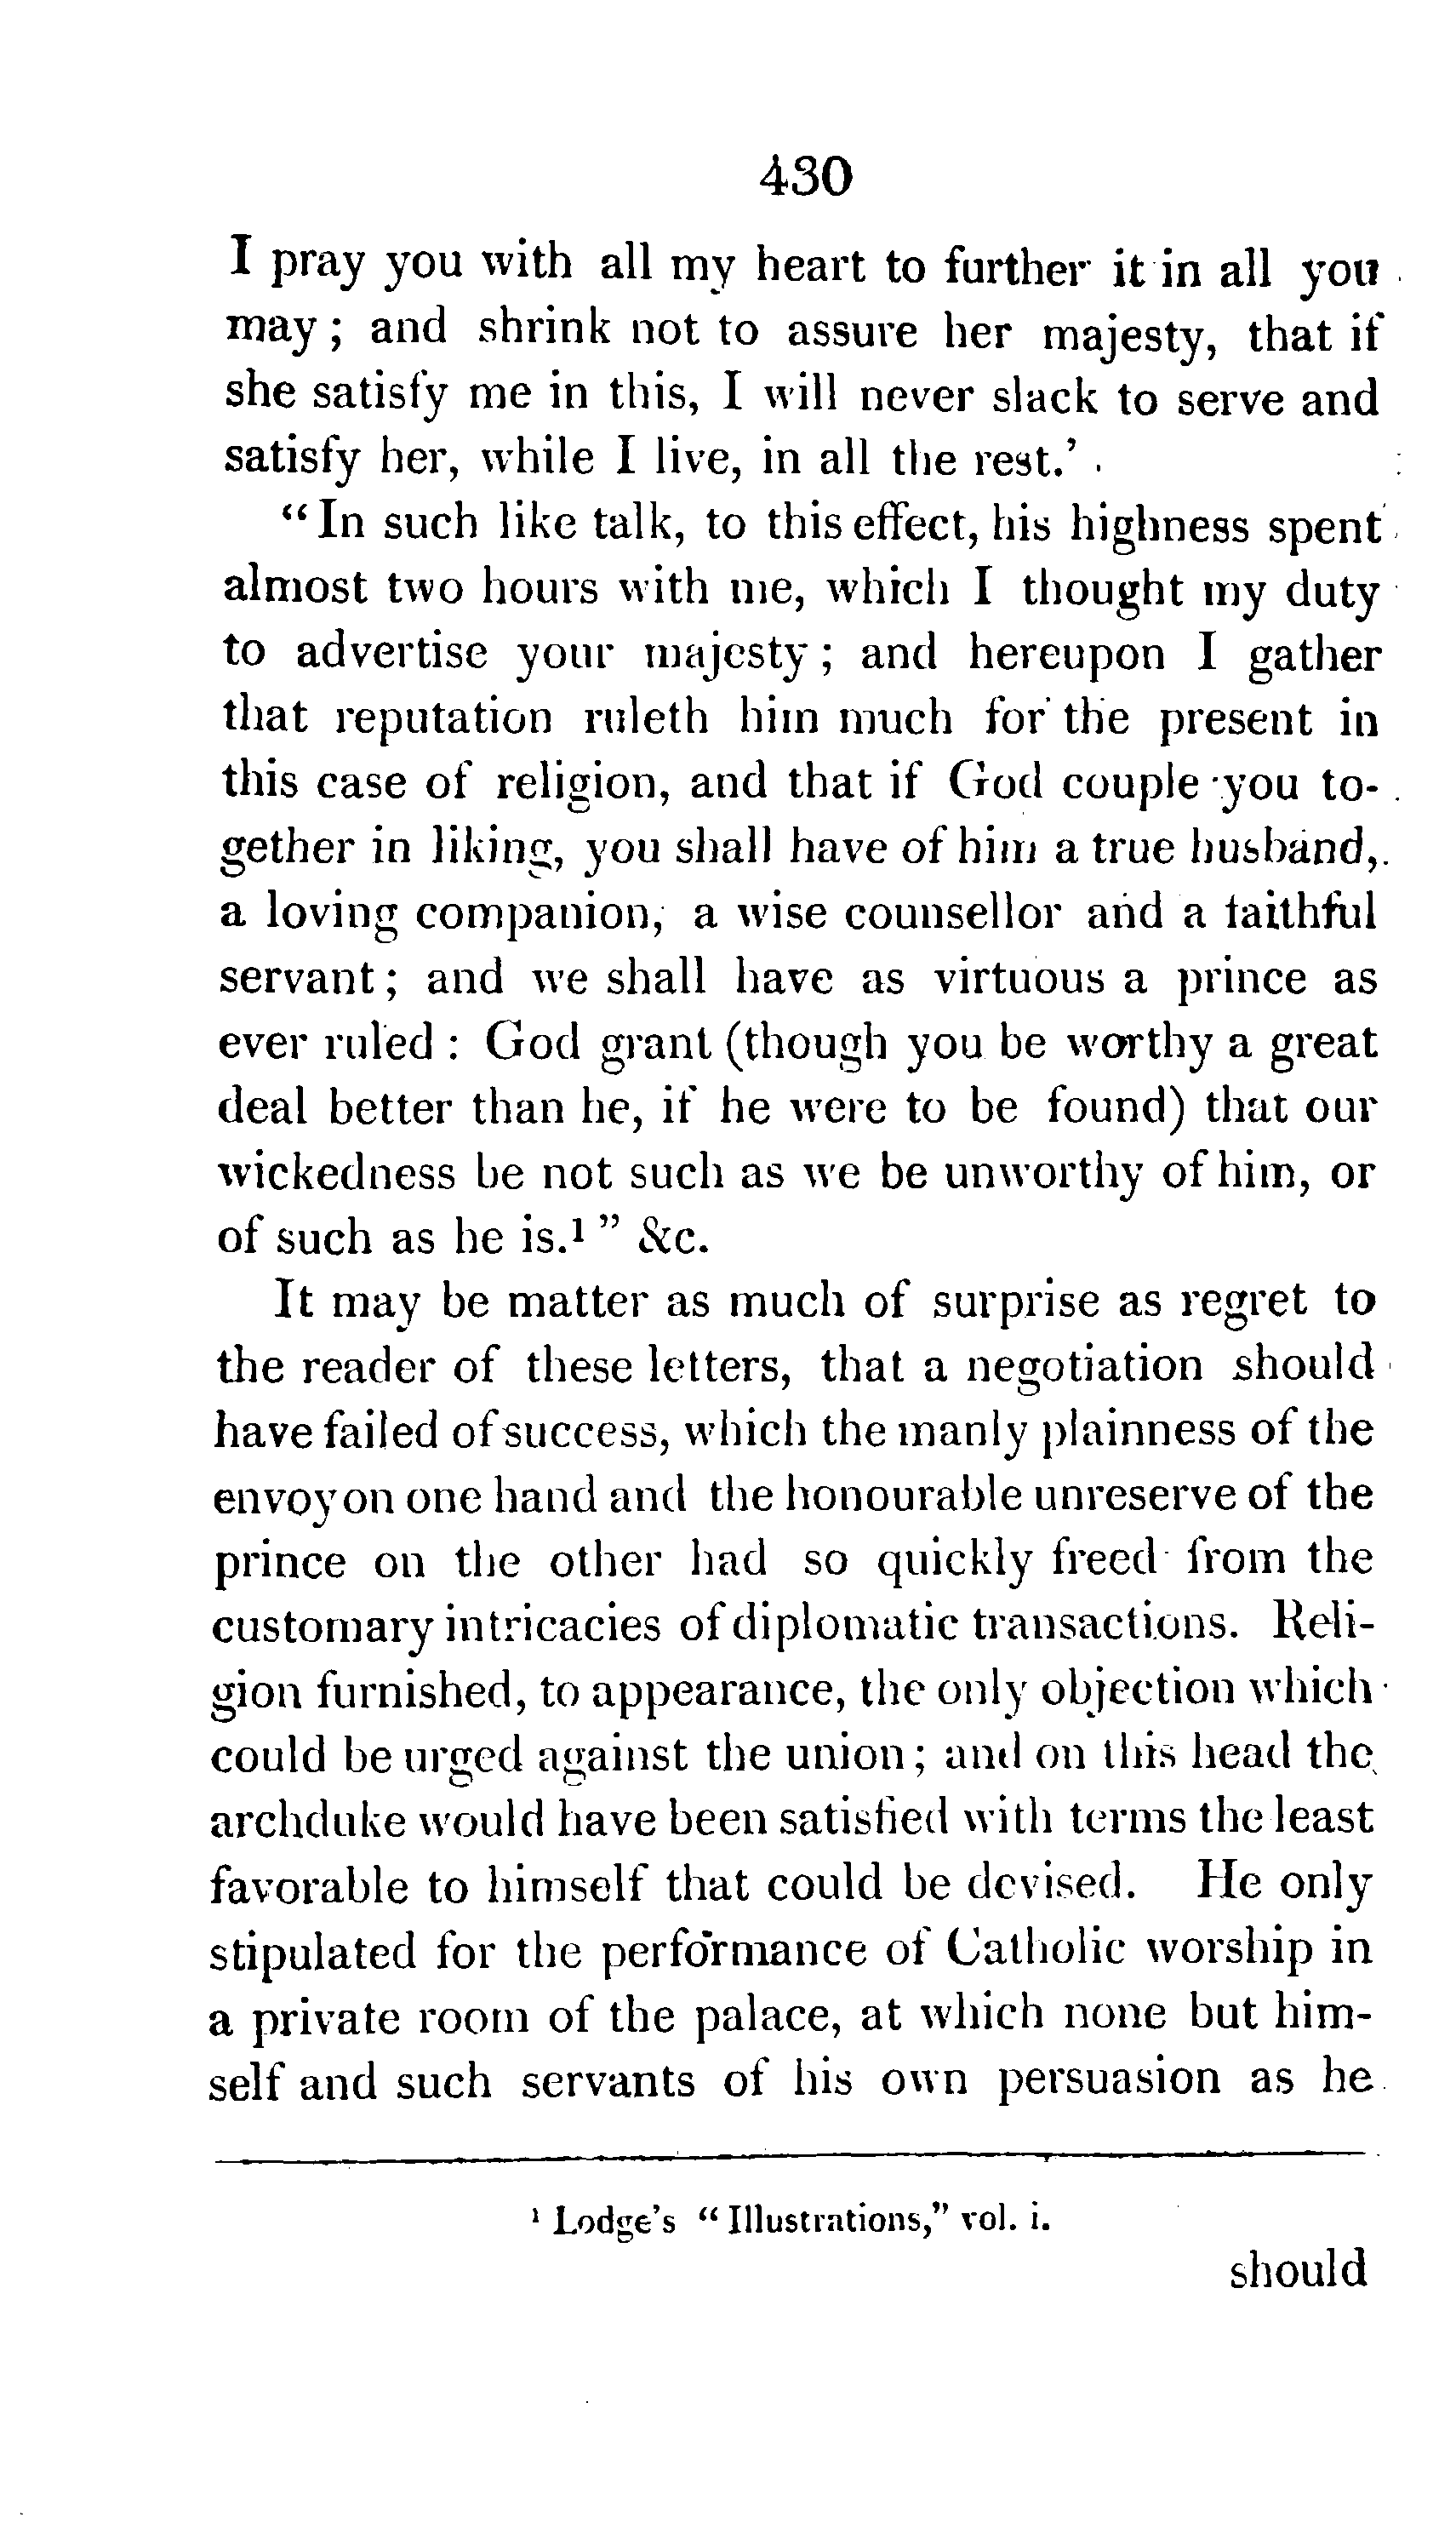 430
I pray you with all my heart to further it in all you
may ; and shrink not to assure her majesty, that if
she satisfy me in this, I will never slack to serve and
satisfy her, while I live, in all the rest.'
“ In such like talk, to this effect, his highness spent
almost two hours with me, which I thought my duty
to advertise your majesty ; and hereupon I gather
that reputation ruleth him much for the present in
this case of religion, and that if God couple you to-
gether in liking, you shall have of him a true husband,
a loving companion, a wise counsellor and a faithful
servant ; and we shall have as virtuous a prince as
ever ruled : God grant (though you be worthy a great
deal better than he, if he were to be found) that our
wickedness be not such as we be unworthy of him, or
of such as he is.¹ ” &c.
It may be matter as much of surprise as regret to
the reader of these letters, that a negotiation should
have failed of success, which the manly plainness of the
envoy on one hand and the honourable unreserve of the
prince on the other had so quickly freed from the
customary intricacies of diplomatic transactions. Reli-
gion furnished, to appearance, the only objection which
could be urged against the union ; and on this head the
archduke would have been satisfied with terms the least
favorable to himself that could be devised. He only
stipulated for the performance of Catholic worship in
a private room of the palace, at which none but him-
self and such servants of his own persuasion as he
¹ Lodge's “ Illustrations,” vol. i.
should